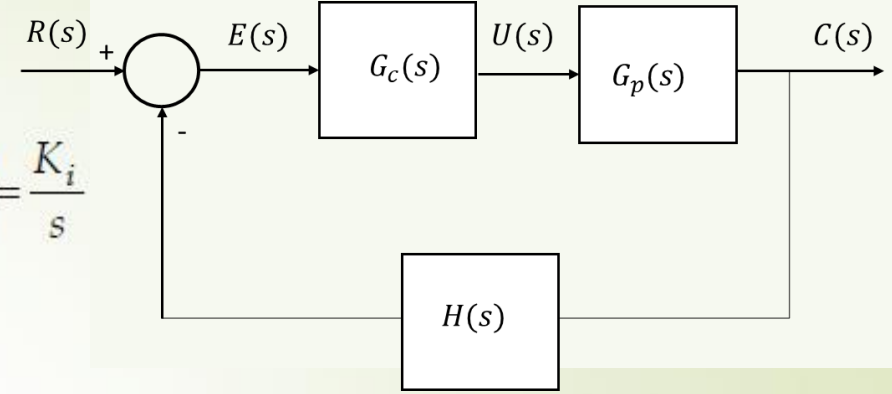 R(s) + E(s) G_c(s) U(s) G_p(s) C(s)
-
= K_i / s
H(s)